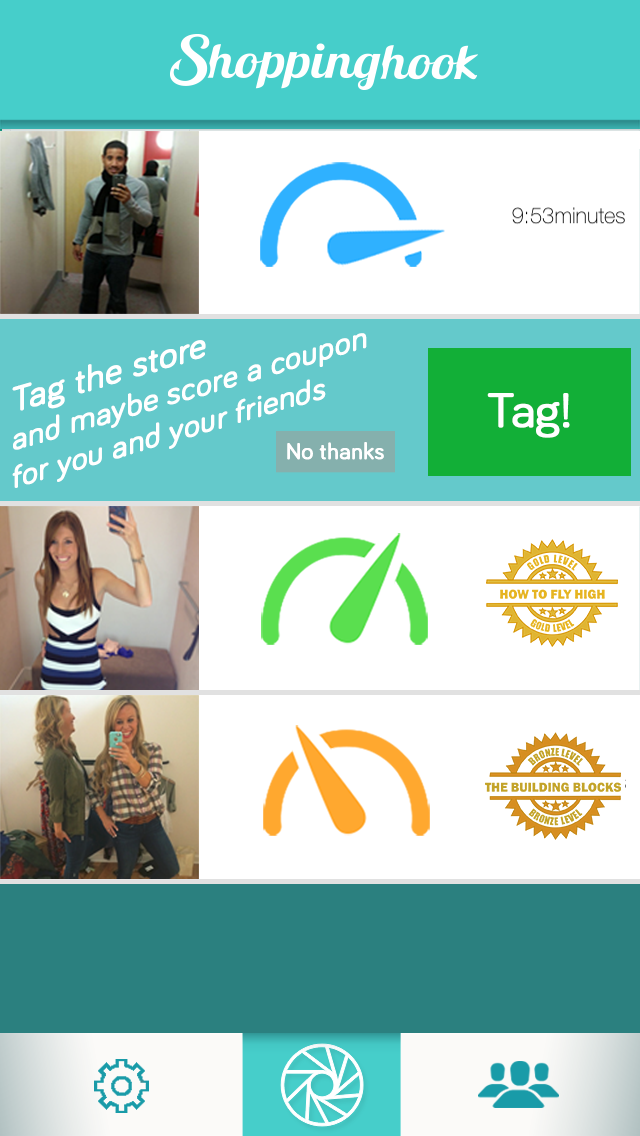 Shoppinghook
9:53minutes
Tag the store
and maybe score a coupon
for you and your friends
No thanks
Tag!
GOLD LEVEL
HOW TO FLY HIGH
GOLD LEVEL
BRONZE LEVEL
THE BUILDING BLOCKS
BRONZE LEVEL